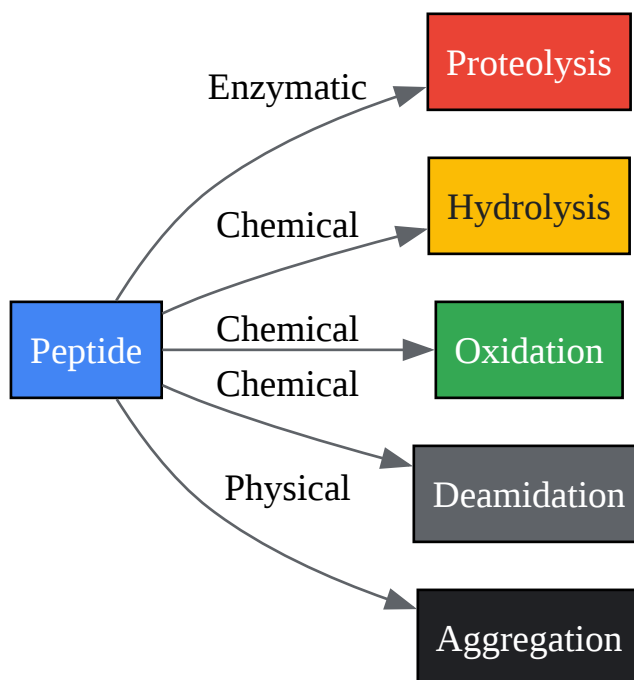 Proteolysis
Enzymatic
Hydrolysis
Chemical
Peptide
Chemical
Oxidation
Chemical
Deamidation
Physical
Aggregation